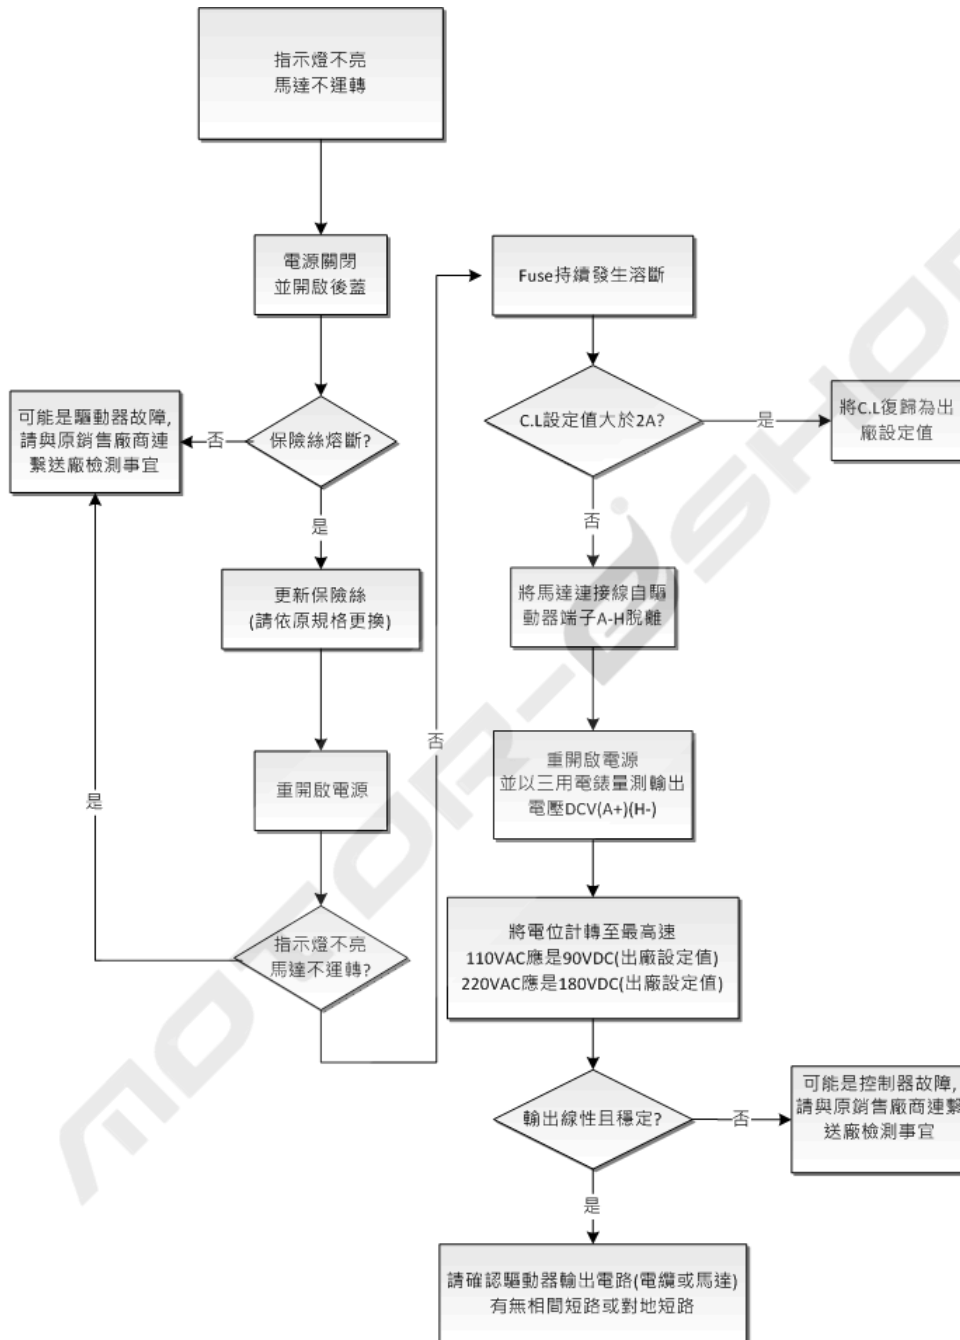 指示燈不亮
馬達不運轉
電源關閉
並開啟後蓋
保險絲熔斷?
否
可能是驅動器故障,
請與原銷售廠商連
繫送廠檢測事宜
是
更新保險絲
(請依原規格更換)
重開啟電源
指示燈不亮
馬達不運轉?
是
否
Fuse持續發生溶斷
C.L設定值大於2A?
是
將C.L復歸為出
廠設定值
否
將馬達連接線自驅
動器端子A-H脫離
重開啟電源
並以三用電錶量測輸出
電壓DCV(A+)(H-)
將電位計轉至最高速
110VAC應是90VDC(出廠設定值)
220VAC應是180VDC(出廠設定值)
輸出線性且穩定?
否
可能是控制器故障,
請與原銷售廠商連繫
送廠檢測事宜
是
請確認驅動器輸出電路(電纜或馬達)
有無相間短路或對地短路
MOTOR-eSHOP